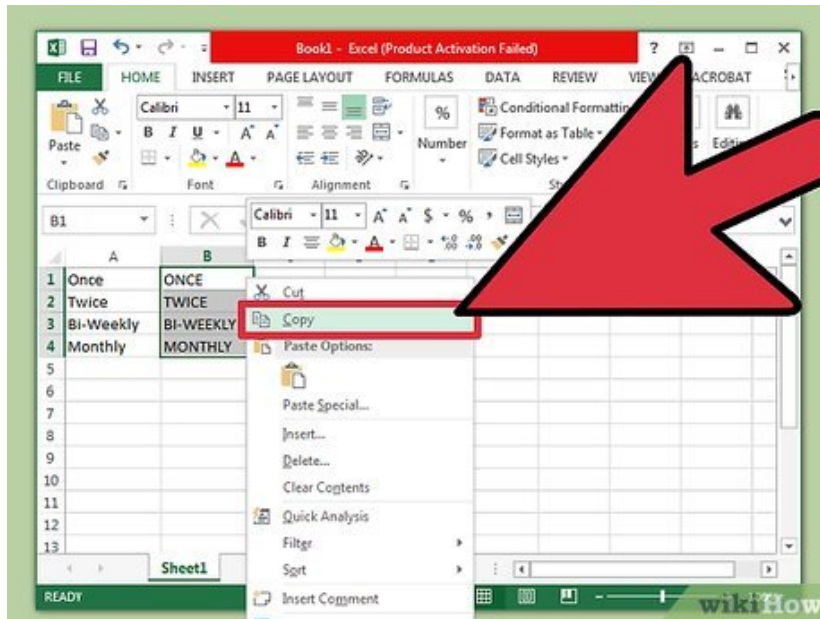 Book1 - Excel (Product Activation Failed)
?
FILE HOME INSERT PAGE LAYOUT FORMULAS DATA REVIEW VIEW ACROBAT
Paste
Calibri 11
B I U A A A
%
Number
Conditional Formatting
Format as Table
Cell Styles
Clipboard Font Alignment
B1
Calibri 11 A A $ % ,
B I A
A B
1 Once ONCE
2 Twice TWICE
3 Bi-Weekly BI-WEEKLY
4 Monthly MONTHLY
5
6
7
8
9
10
11
12
13
Cut
Copy
Paste Options:
Paste Special...
Insert...
Delete...
Clear Contents
Quick Analysis
Filter
Sort
Insert Comment
Sheet1
READY
wikiHow